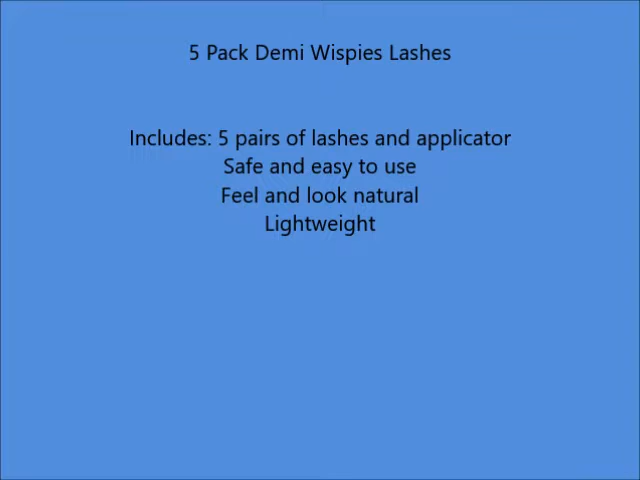 5 Pack Demi Wispies Lashes
Includes: 5 pairs of lashes and applicator
Safe and easy to use
Feel and look natural
Lightweight